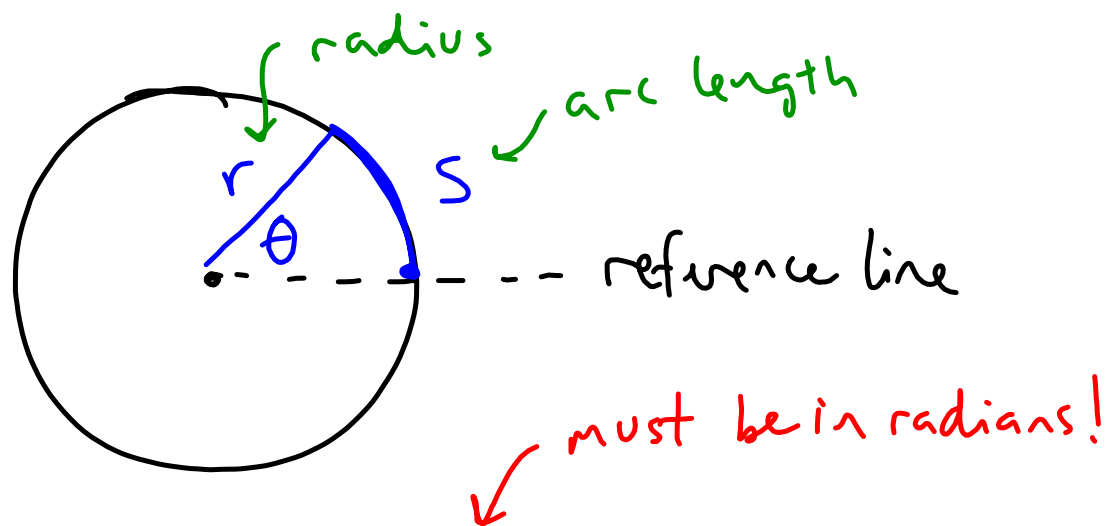 radius
arc length
r
S
θ
reference line
must be in radians!